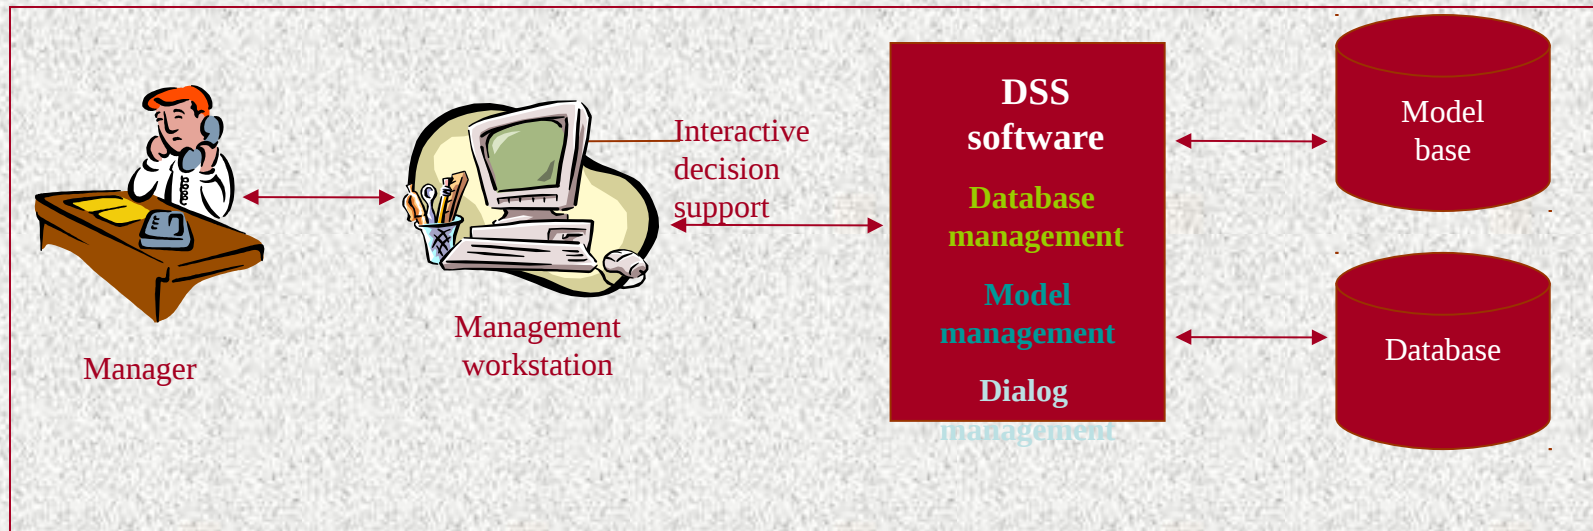 Manager
Management
workstation
Interactive
decision
support
DSS
software
Database
management
Model
management
Dialog
management
Model
base
Database